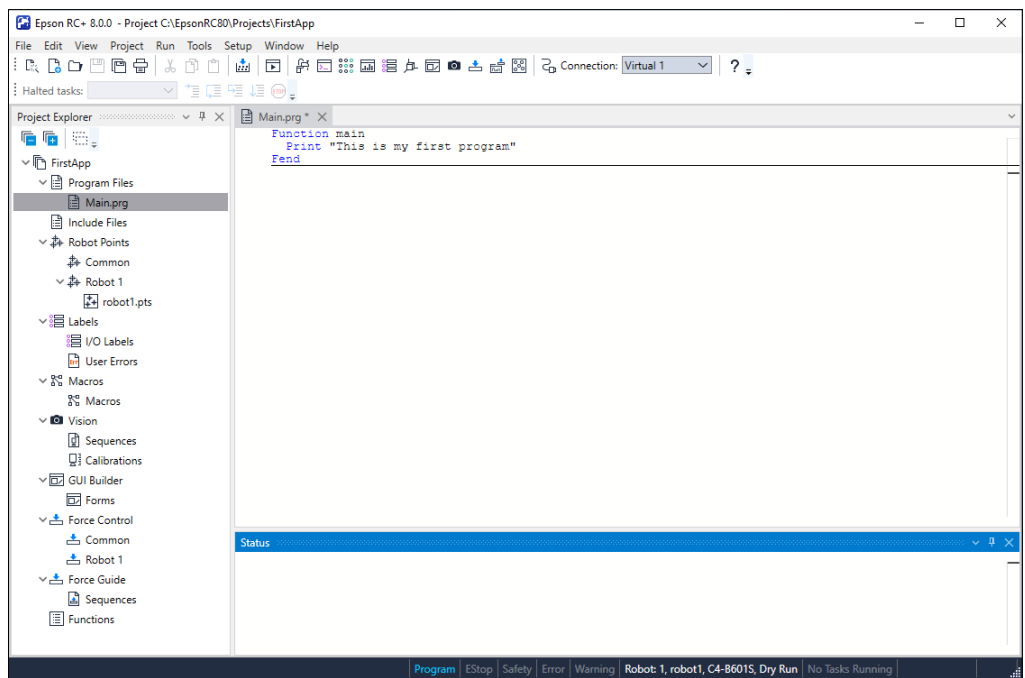 Epson RC+ 8.0.0 - Project C:\EpsonRC80\Projects\FirstApp
File Edit View Project Run Tools Setup Window Help
Connection: Virtual 1 ?
Halted tasks: STOP
Project Explorer
Main.prg *
FirstApp
Program Files
Main.prg
Include Files
Robot Points
Common
Robot 1
robot1.pts
Labels
I/O Labels
Err User Errors
Macros
Macros
Vision
Sequences
Calibrations
GUI Builder
Forms
Force Control
Common
Robot 1
Force Guide
Sequences
Functions
Function main
Print "This is my first program"
Fend
Status
Program EStop Safety Error Warning Robot: 1, robot1, C4-B601S, Dry Run No Tasks Running